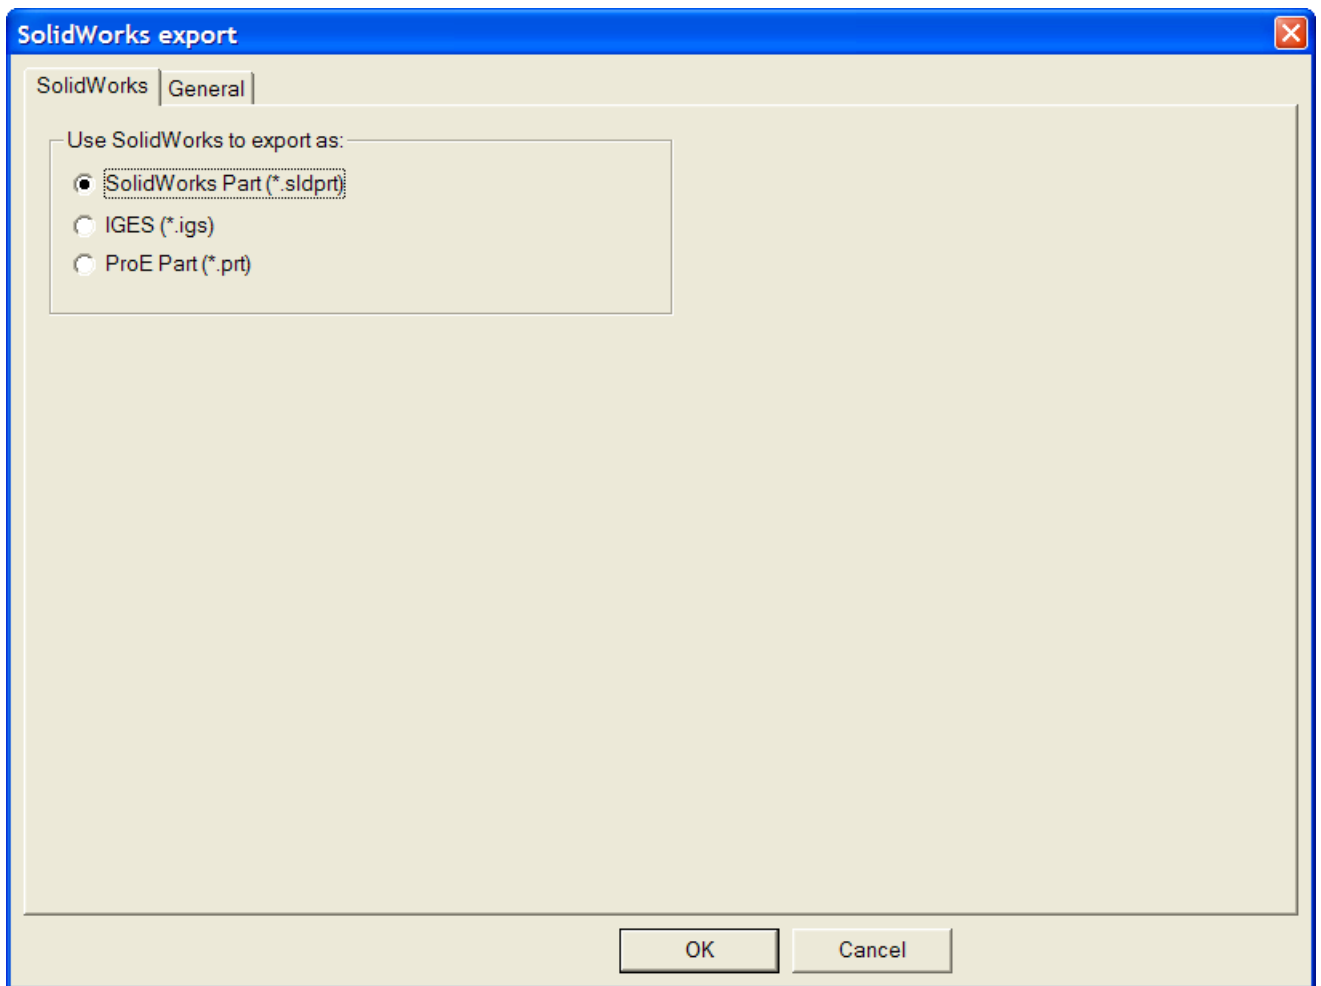 SolidWorks export
SolidWorks General
Use SolidWorks to export as:
SolidWorks Part (*.sldprt)
IGES (*.igs)
ProE Part (*.prt)
OK Cancel